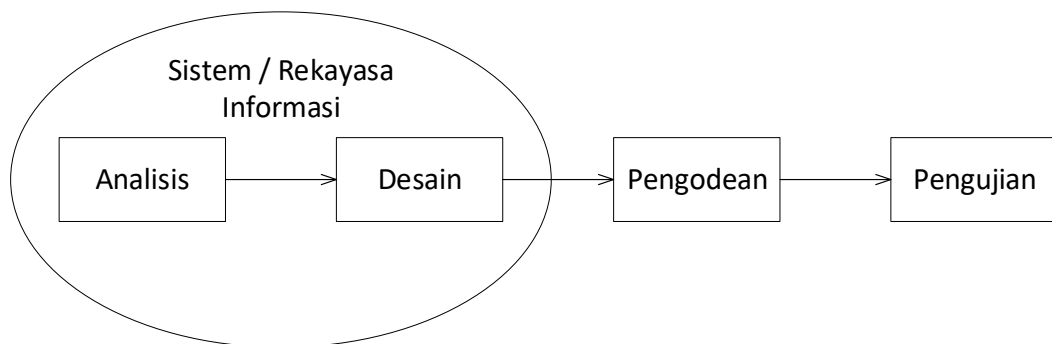 Sistem / Rekayasa
Informasi
Analisis
Desain
Pengodean
Pengujian